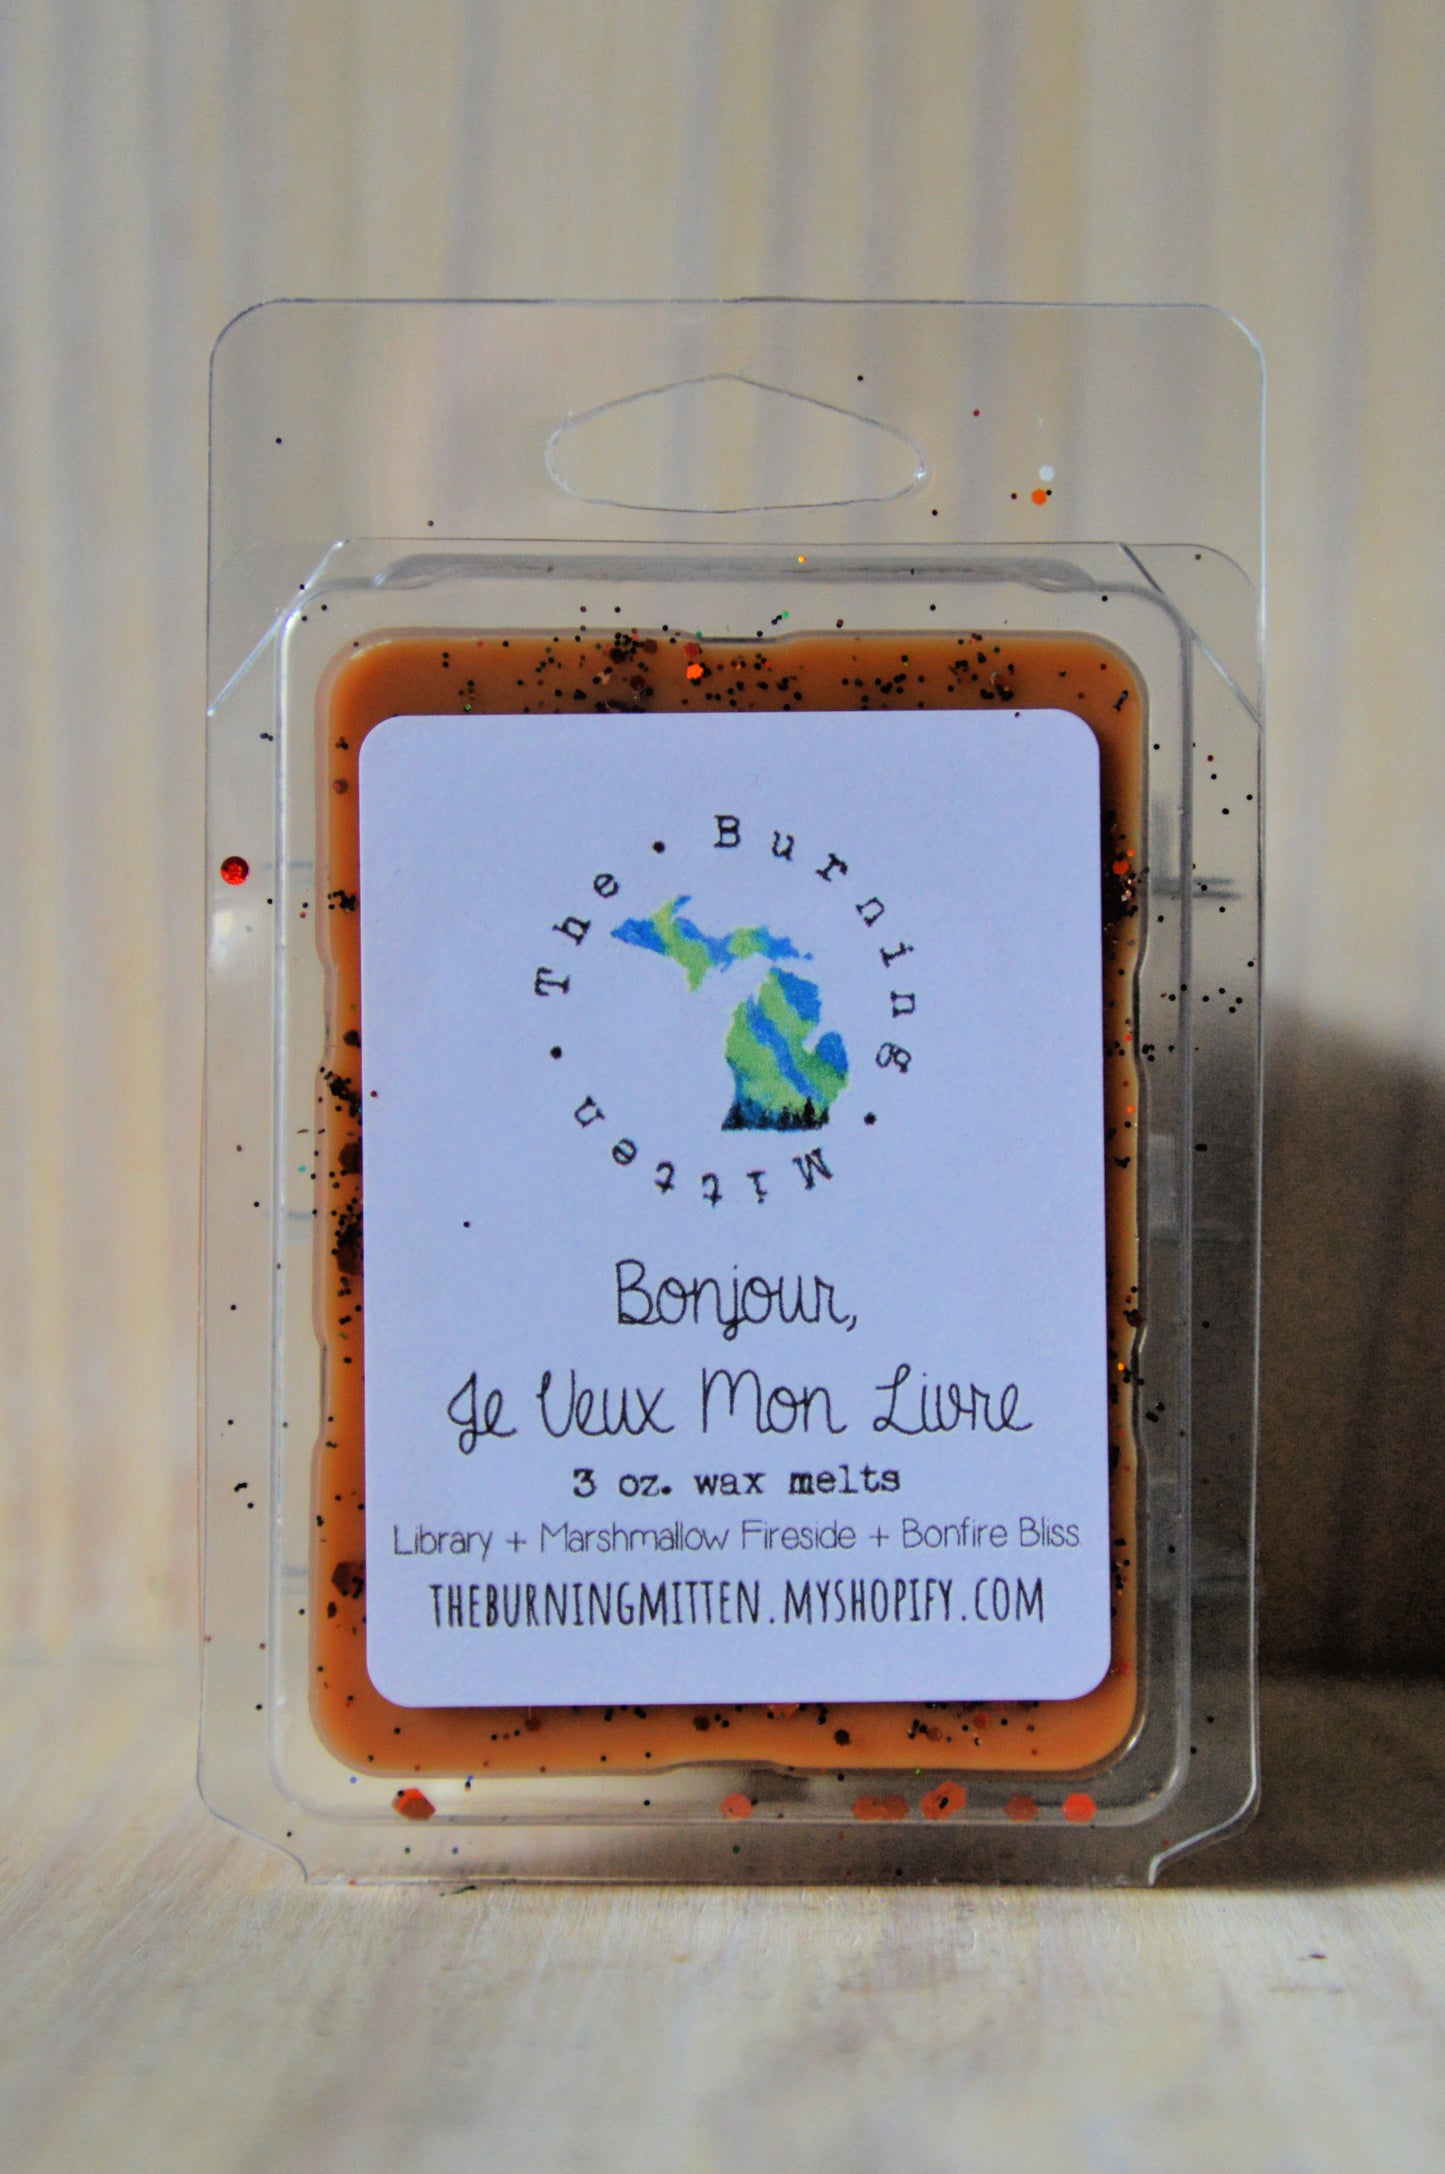 The • Burning • Mitten •
Bonjour,
Je Veux Mon Livre
3 oz. wax melts
Library + Marshmallow Fireside + Bonfire Bliss
THEBURNINGMITTEN.MYSHOPIFY.COM